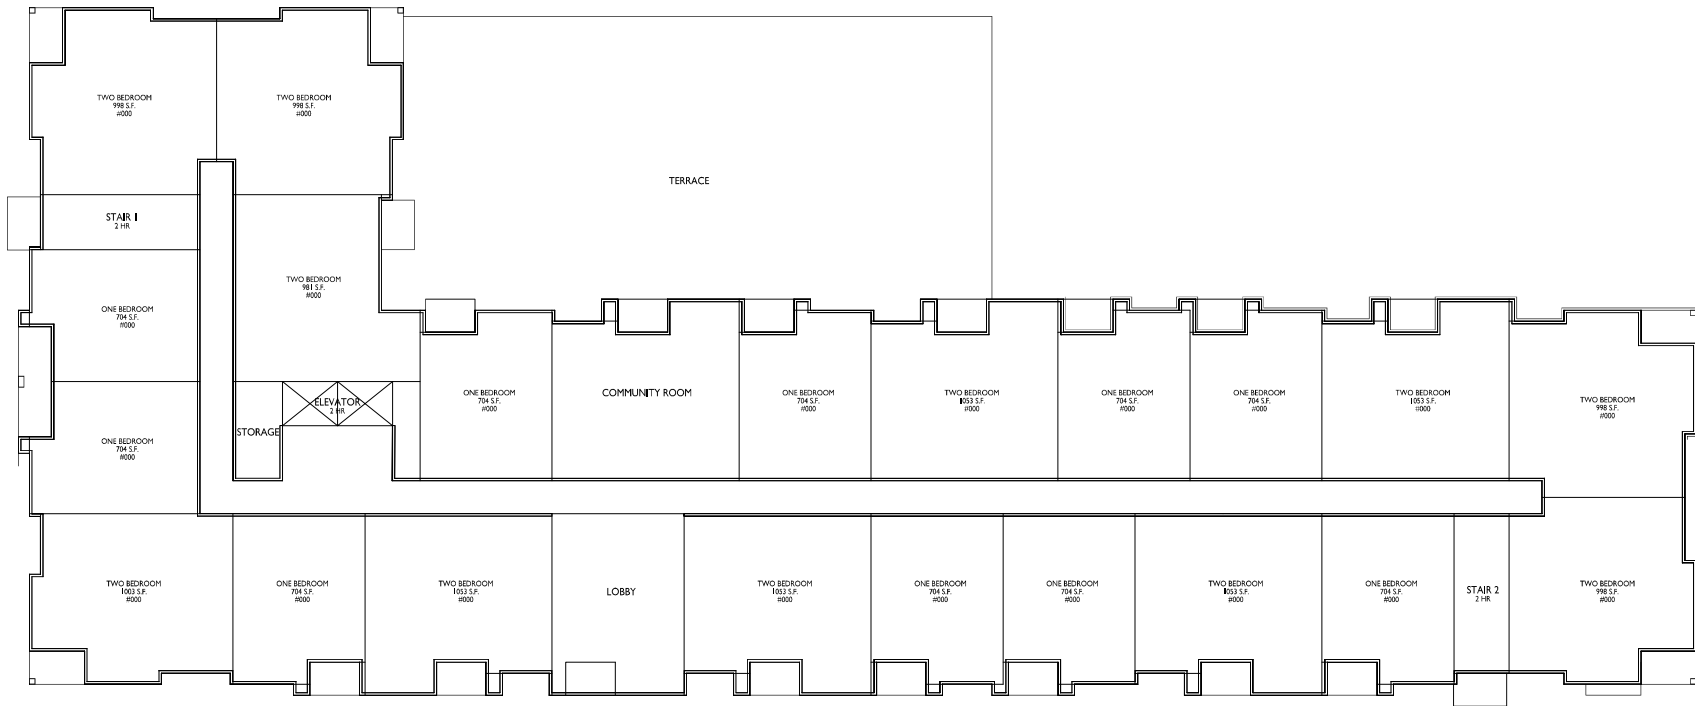 TWO BEDROOM
998 S.F.
#000
TWO BEDROOM
998 S.F.
#000
TERRACE
STAIR 1
2 HR
TWO BEDROOM
981 S.F.
#000
ONE BEDROOM
704 S.F.
#000
ONE BEDROOM
704 S.F.
#000
ELEVATOR
2 HR
STORAGE
ONE BEDROOM
704 S.F.
#000
COMMUNITY ROOM
ONE BEDROOM
704 S.F.
#000
TWO BEDROOM
1053 S.F.
#000
ONE BEDROOM
704 S.F.
#000
ONE BEDROOM
704 S.F.
#000
TWO BEDROOM
1053 S.F.
#000
TWO BEDROOM
998 S.F.
#000
TWO BEDROOM
1003 S.F.
#000
ONE BEDROOM
704 S.F.
#000
TWO BEDROOM
1053 S.F.
#000
LOBBY
TWO BEDROOM
1053 S.F.
#000
ONE BEDROOM
704 S.F.
#000
ONE BEDROOM
704 S.F.
#000
TWO BEDROOM
1053 S.F.
#000
ONE BEDROOM
704 S.F.
#000
STAIR 2
2 HR
TWO BEDROOM
998 S.F.
#000